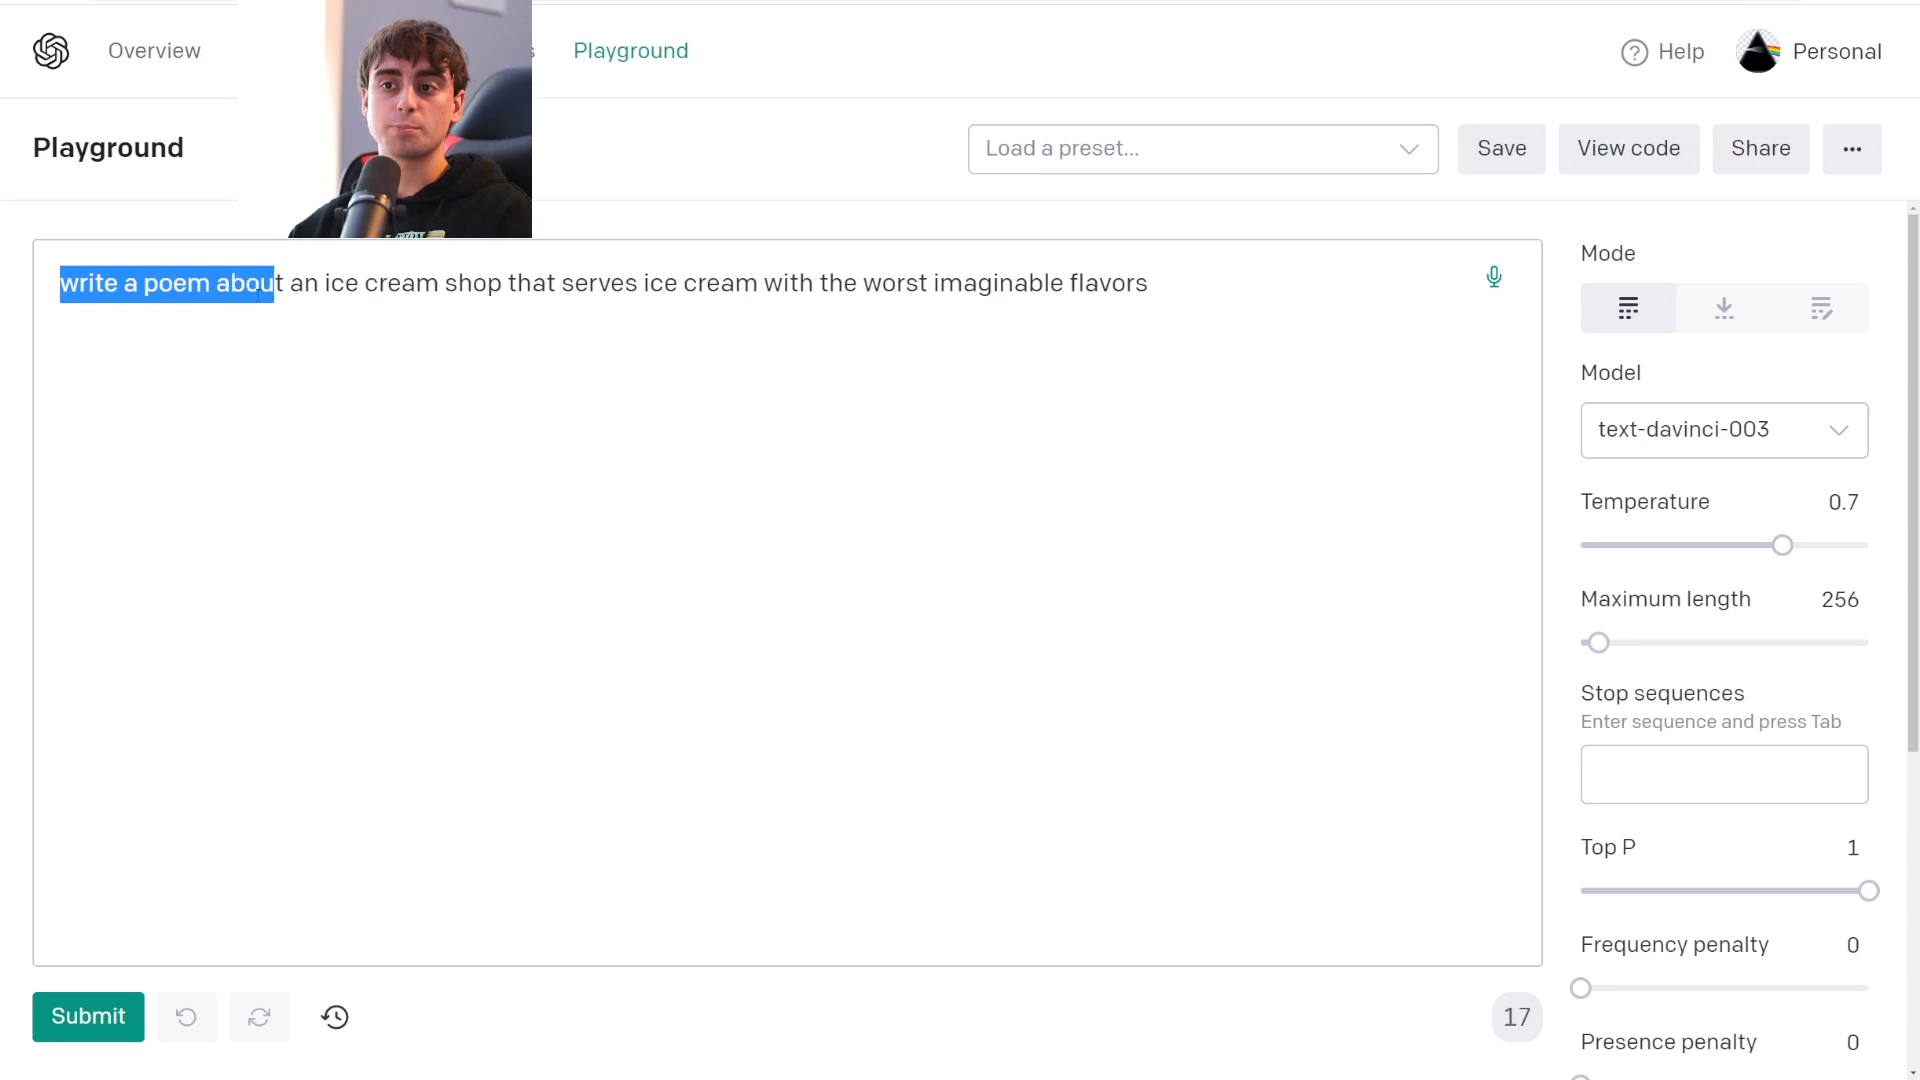 Overview
Playground
Help
Personal
Playground
Load a preset...
Save
View code
Share
write a poem about an ice cream shop that serves ice cream with the worst imaginable flavors
Mode
Model
text-davinci-003
Temperature 0.7
Maximum length 256
Stop sequences
Enter sequence and press Tab
Top P 1
Frequency penalty 0
Submit
17
Presence penalty 0